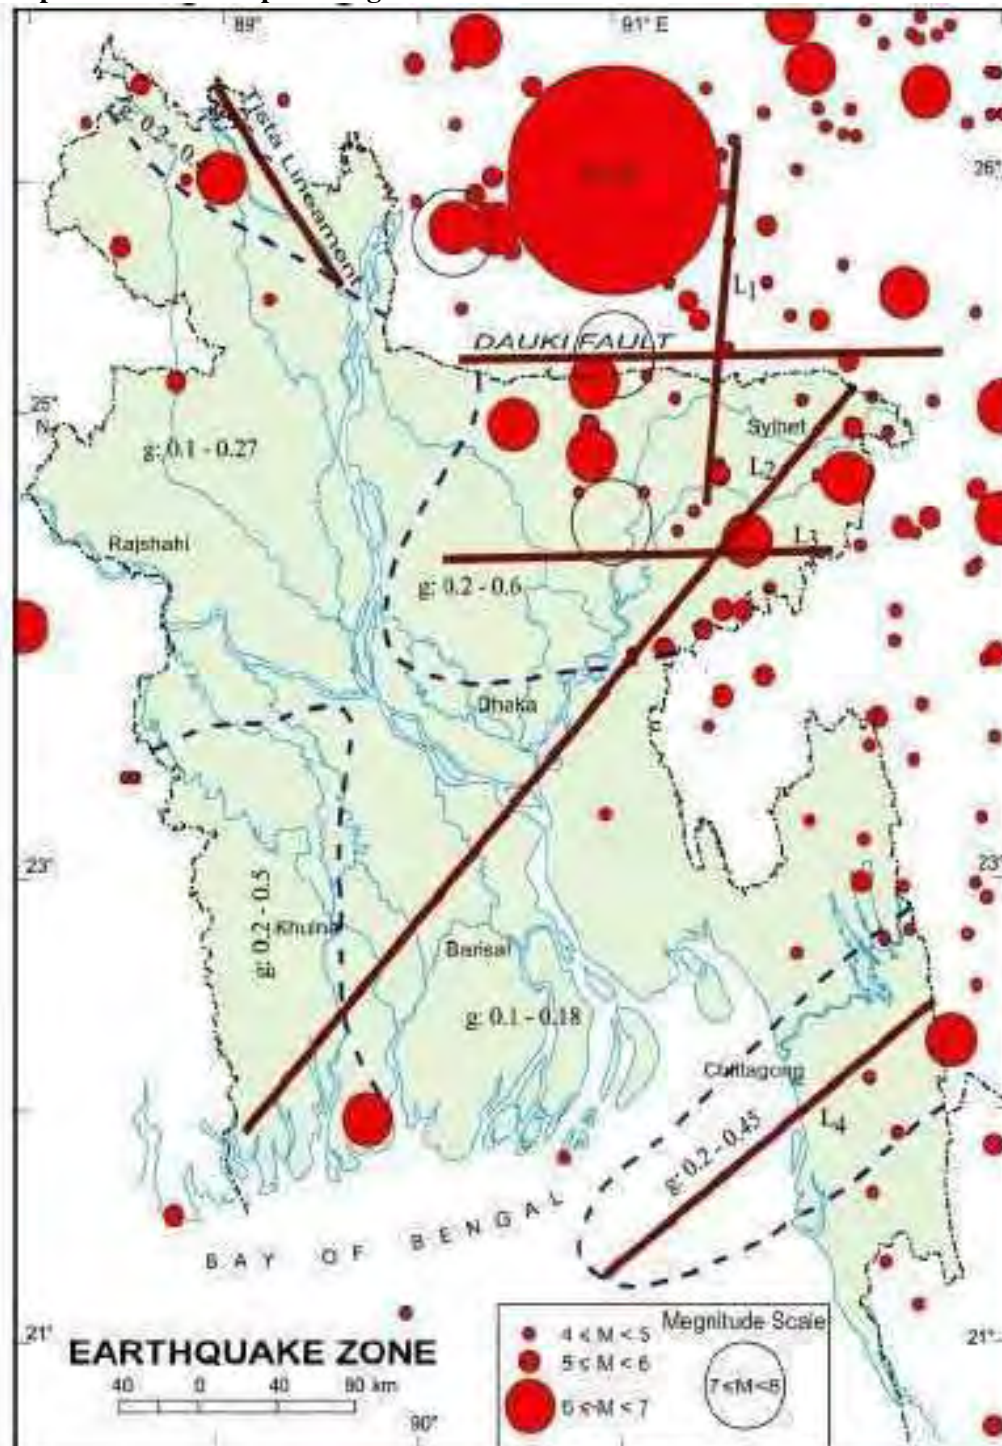 89°
91° E
26°
Tista Lineament
L1
DAUKI FAULT
25°
N
Sylhet
g: 0.1 - 0.27
L2
Rajshahi
L3
g: 0.2 - 0.6
Dhaka
23°
23°
g: 0.2 - 0.5
Khulna
Barisal
g: 0.1 - 0.18
Chittagong
L4
g: 0.2 - 0.45
BAY OF BENGAL
21°
21°
EARTHQUAKE ZONE
40 0 40 80 km
90°
Megnitude Scale
4 ≤ M < 5
5 ≤ M < 6
6 ≤ M < 7
7 ≤ M < 8